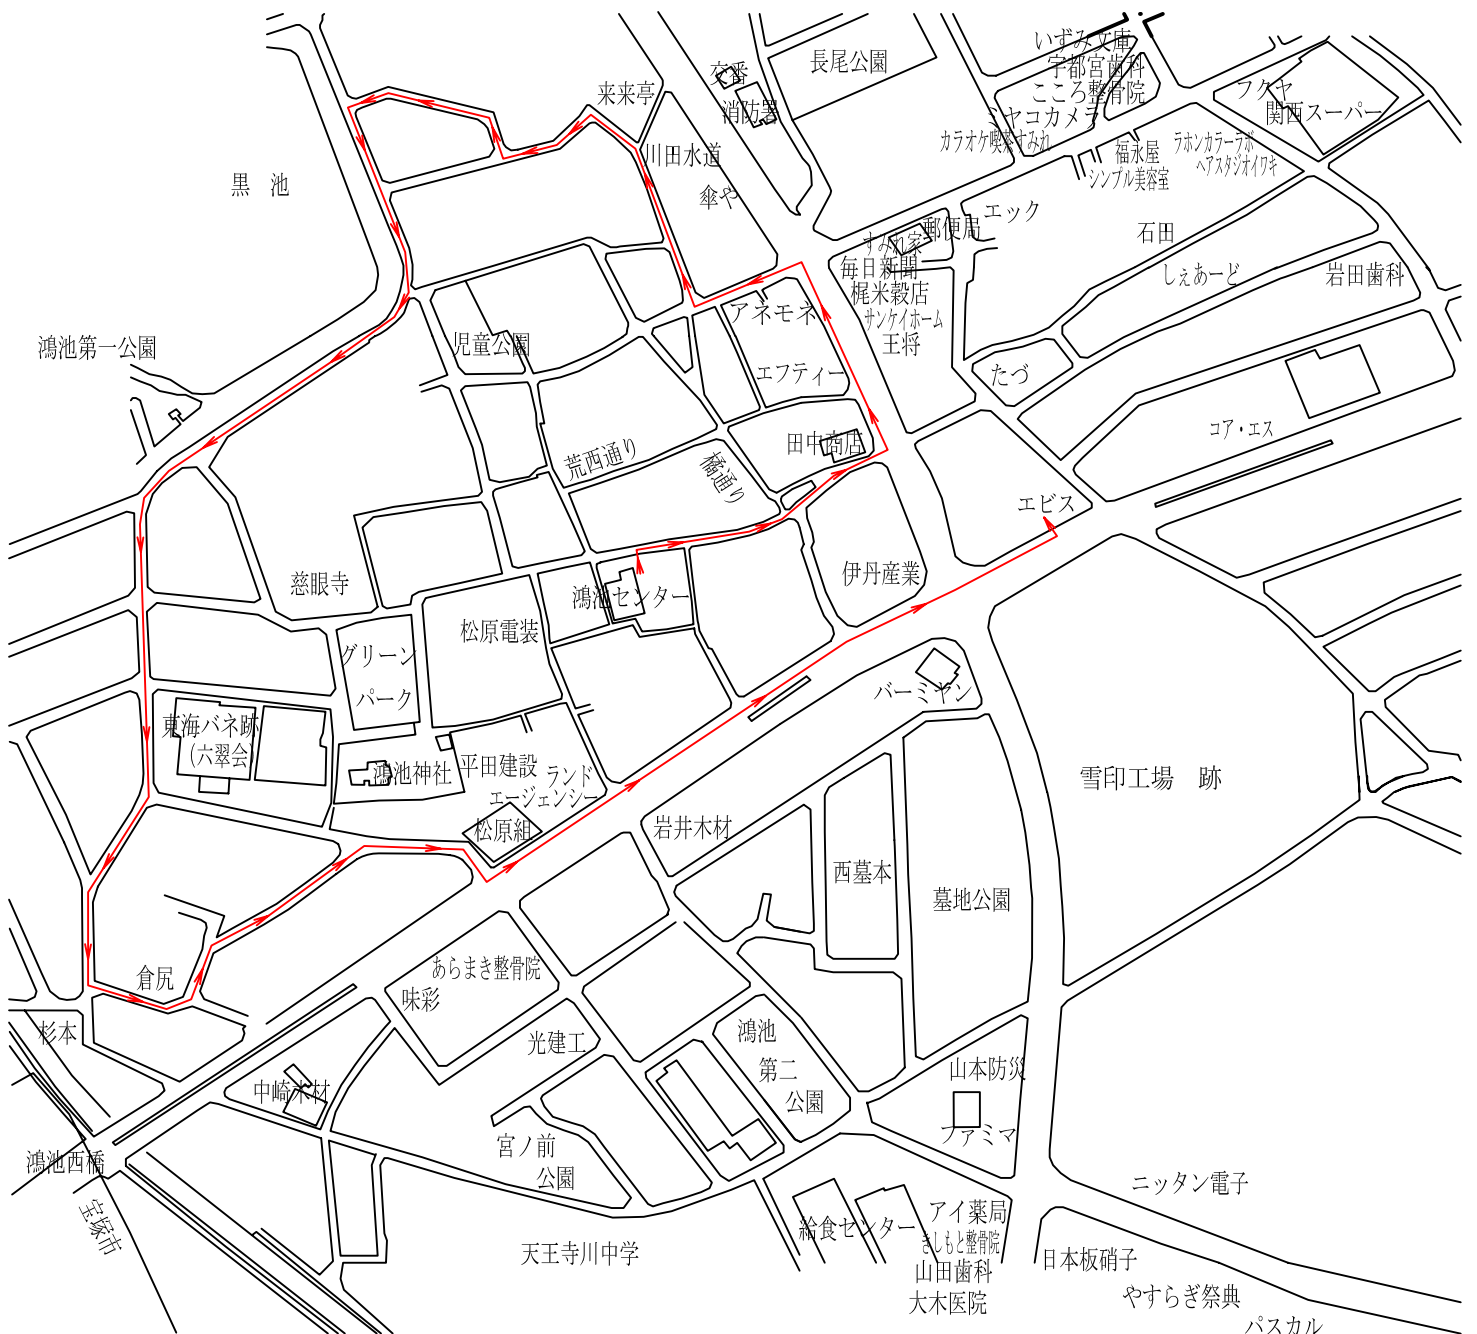 いずみ文庫
宇都宮歯科
こころ整骨院
ミヤコカメラ
カラオケ喫茶すみれ
長尾公園
交番
消防署
来来亭
川田水道
傘や
フクヤ
関西スーパー
福永屋
シンプル美容室
ラホンカラーラボ
ヘアスタジオイワキ
黒 池
エック
郵便局
すみれ家
毎日新聞
梶米穀店
サンケイホーム
王将
石田
しぇあーど
岩田歯科
鴻池第一公園
児童公園
アネモネ
エフティー
たづ
コア・エス
田中商店
荒西通り
橘通り
エビス
慈眼寺
鴻池センター
伊丹産業
松原電装
グリーン
パーク
バーミヤン
東海バネ跡
(六翠会)
鴻池神社
平田建設
ランド
エージェンシー
松原組
岩井木材
雪印工場 跡
西墓本
墓地公園
倉尻
あらまき整骨院
味彩
杉本
光建工
鴻池
第二
公園
山本防災
ファミマ
中崎木材
宮ノ前
公園
鴻池西橋
宝塚市
天王寺川中学
給食センター
アイ薬局
きしもと整骨院
山田歯科
大木医院
ニッタン電子
日本板硝子
やすらぎ祭典
パスカル